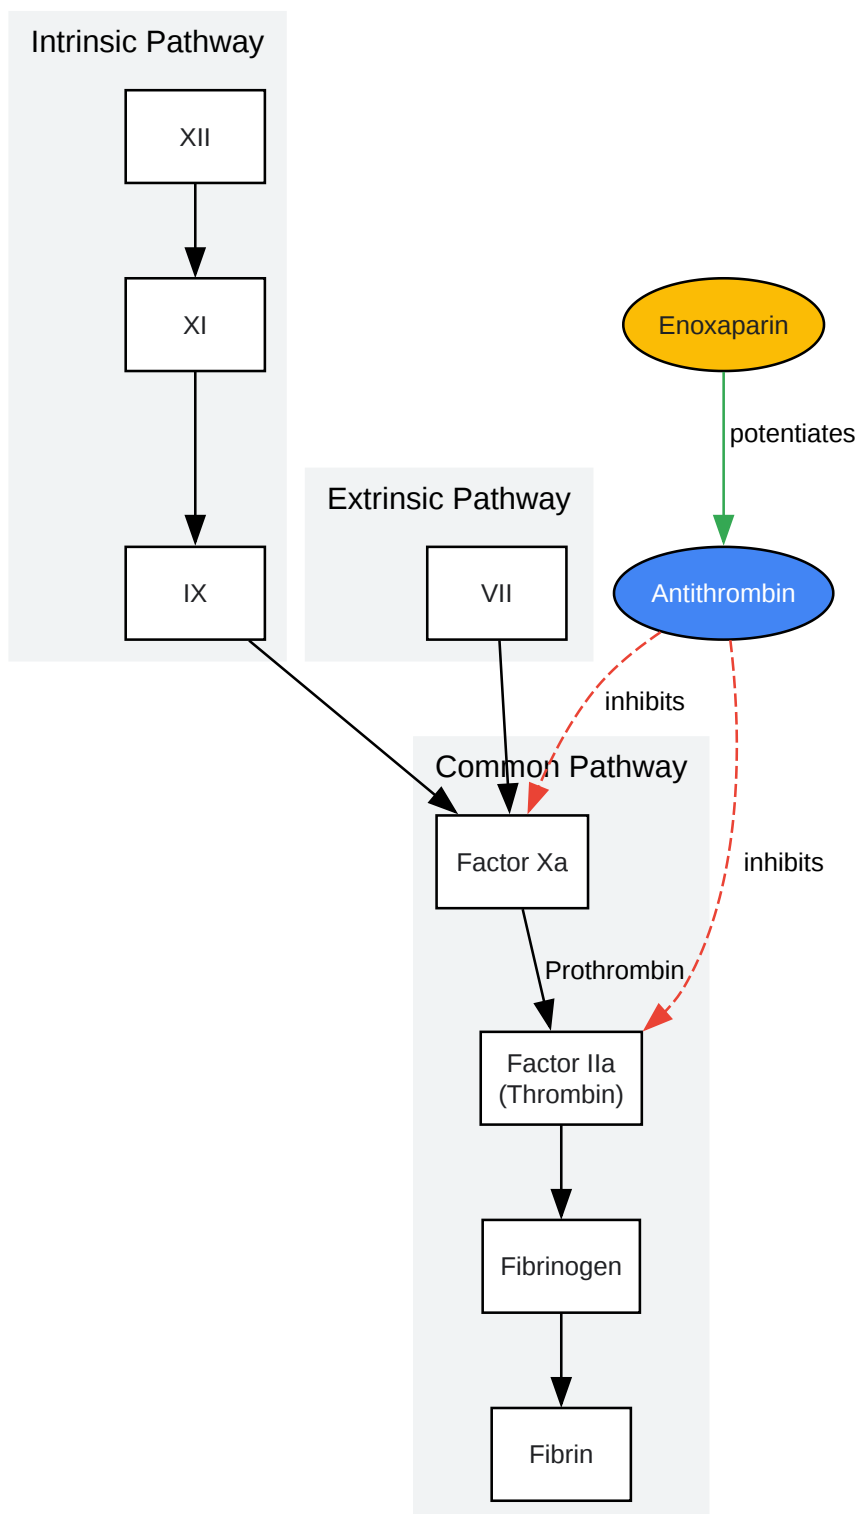 Intrinsic Pathway
XII
XI
Enoxaparin
potentiates
Extrinsic Pathway
IX
VII
Antithrombin
inhibits
Common Pathway
Factor Xa
inhibits
Prothrombin
Factor IIa
(Thrombin)
Fibrinogen
Fibrin